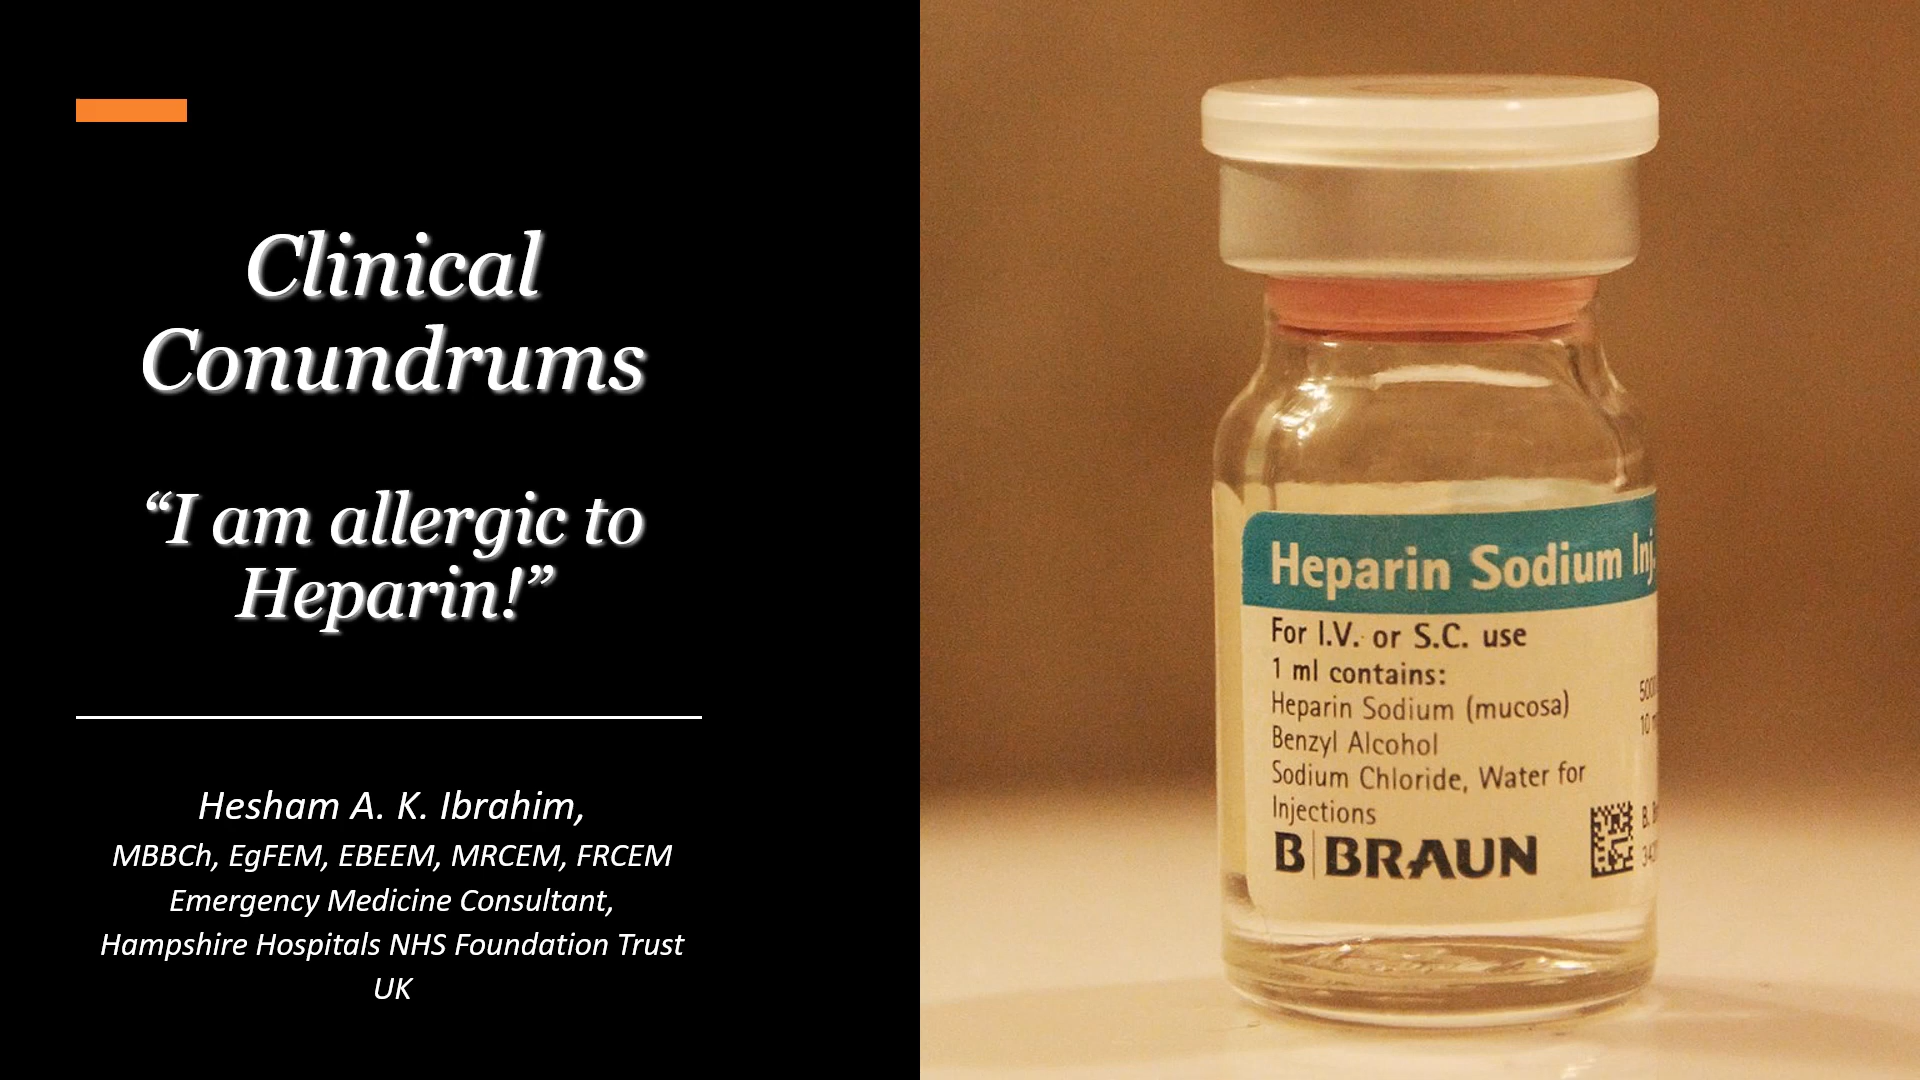 Clinical
Conundrums
“I am allergic to
Heparin!”
Hesham A. K. Ibrahim,
MBBCh, EgFEM, EBEEM, MRCEM, FRCEM
Emergency Medicine Consultant,
Hampshire Hospitals NHS Foundation Trust
UK
Heparin Sodium Inj.
For I.V. or S.C. use
1 ml contains:
Heparin Sodium (mucosa)
Benzyl Alcohol
Sodium Chloride, Water for
Injections
B BRAUN